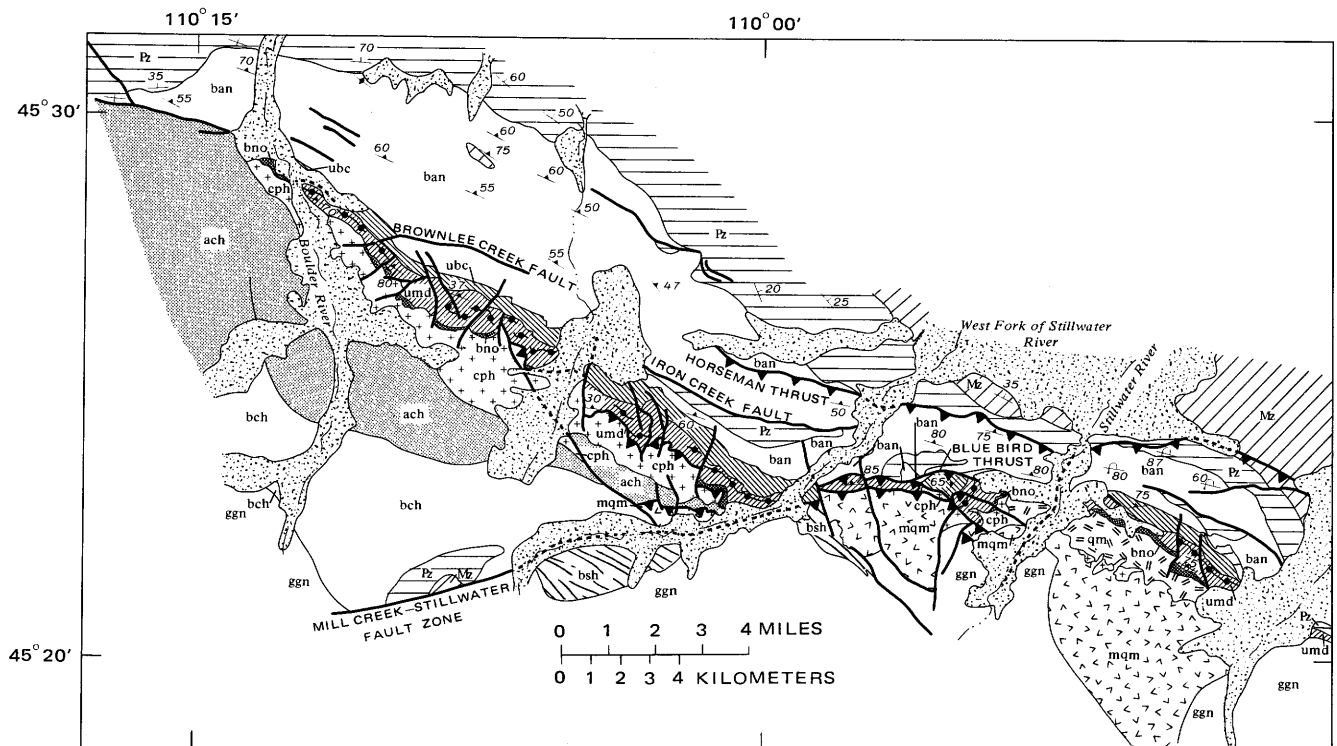 110° 15′
110° 00′
45° 30′
45° 20′
Pz
35
70
70
60
55
ban
50
60
75
60
60
55
50
bno
ubc
ban
cph
Pz
ach
Boulder River
BROWNLEE CREEK FAULT
ubc
55
47
80
umd
37
20
25
bno
cph
West Fork of Stillwater River
Stillwater River
ban
HORSEMAN THRUST
IRON CREEK FAULT
Mz
35
Mz
bch
ach
30
50
Pz
umd
60
ban
80
75
ban
BLUE BIRD THRUST
80
ban
87
Pz
80
60
cph
cph
ban
ban
85
65
bno
75
ach
mqm
cph
cph
qm
bno
bch
bch
ggn
bsh
mqm
mqm
ban
ggn
Pz
Mz
bsh
ggn
ggn
ggn
umd
MILL CREEK–STILLWATER FAULT ZONE
Pz
umd
0 1 2 3 4 MILES
0 1 2 3 4 KILOMETERS
mqm
ggn
ggn